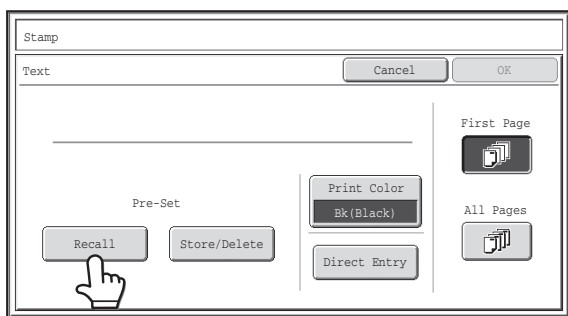 Stamp
Text
Cancel
OK
First Page
Pre-Set
Print Color
Bk(Black)
All Pages
Recall
Store/Delete
Direct Entry